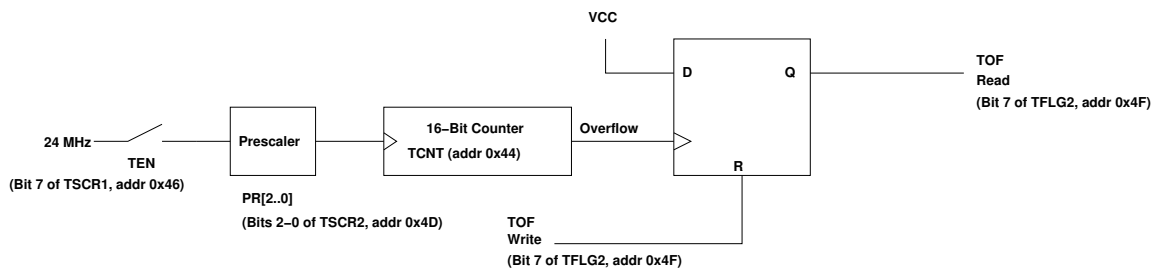 VCC
D
Q
TOF
Read
(Bit 7 of TFLG2, addr 0x4F)
24 MHz
TEN
(Bit 7 of TSCR1, addr 0x46)
Prescaler
PR[2..0]
(Bits 2−0 of TSCR2, addr 0x4D)
16−Bit Counter
TCNT (addr 0x44)
Overflow
R
TOF
Write
(Bit 7 of TFLG2, addr 0x4F)